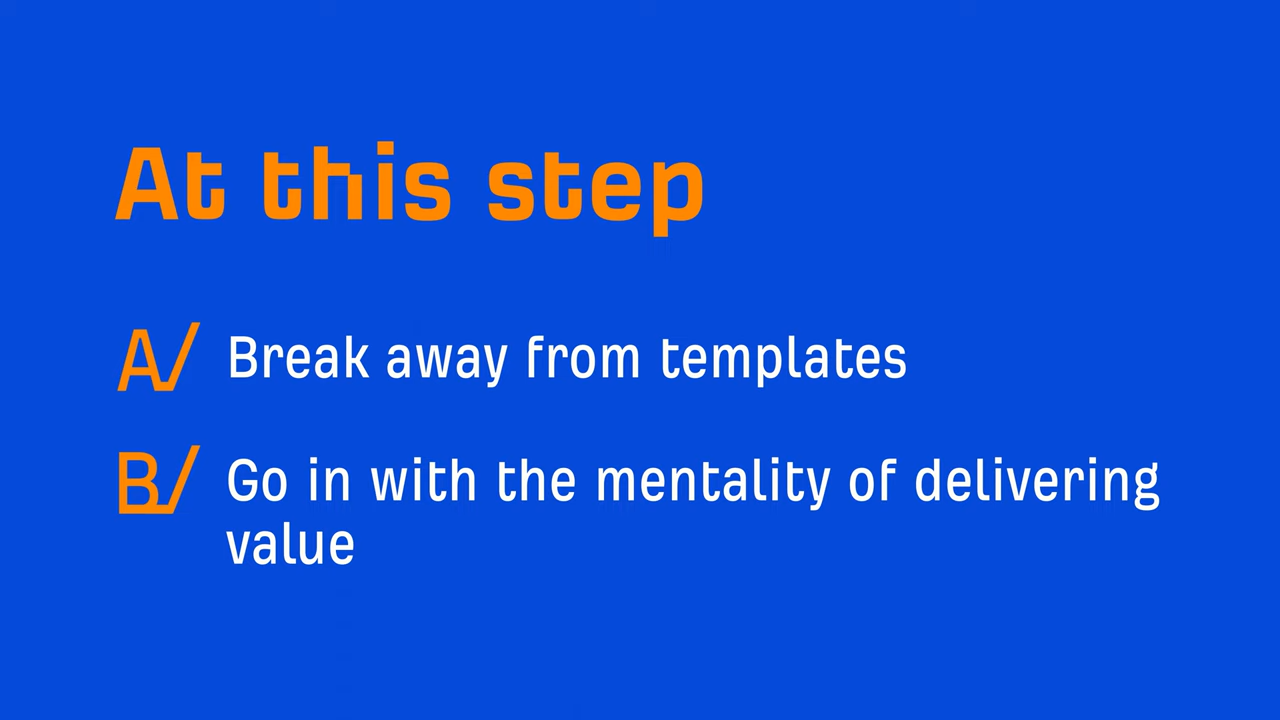 At this step
A/ Break away from templates
B/ Go in with the mentality of delivering
value